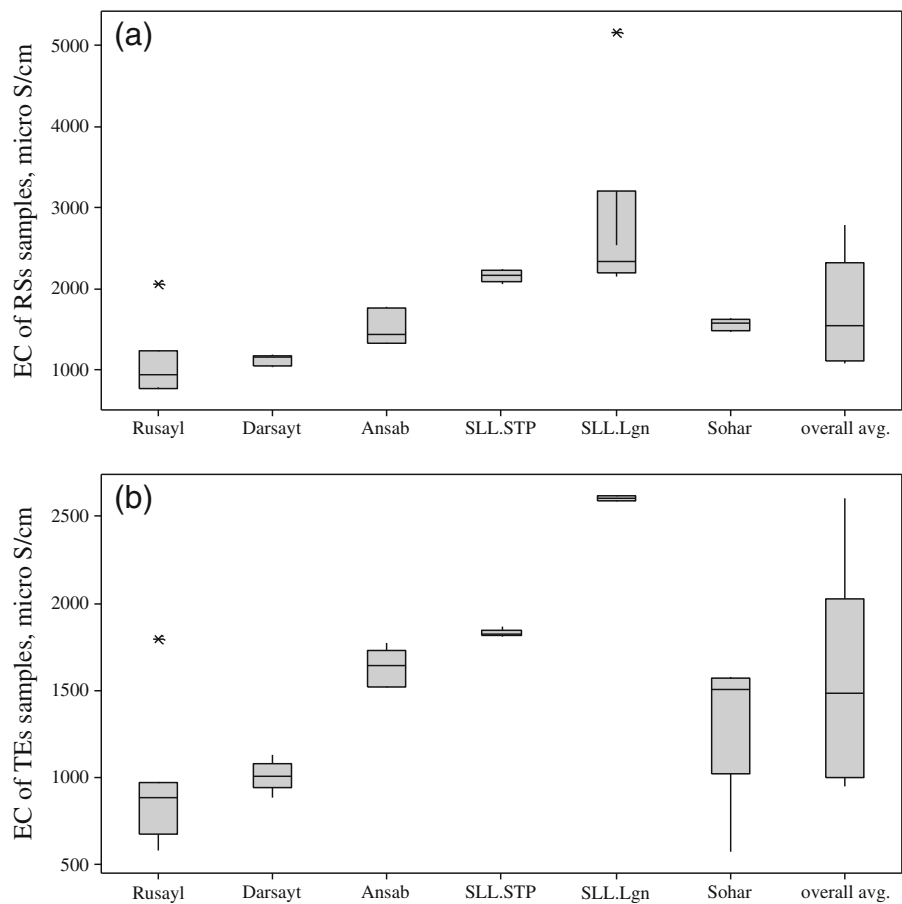 (a)
EC of RSs samples, micro S/cm
5000
4000
3000
2000
1000
Rusayl Darsayt Ansab SLL.STP SLL.Lgn Sohar overall avg.
(b)
EC of TEs samples, micro S/cm
2500
2000
1500
1000
500
Rusayl Darsayt Ansab SLL.STP SLL.Lgn Sohar overall avg.